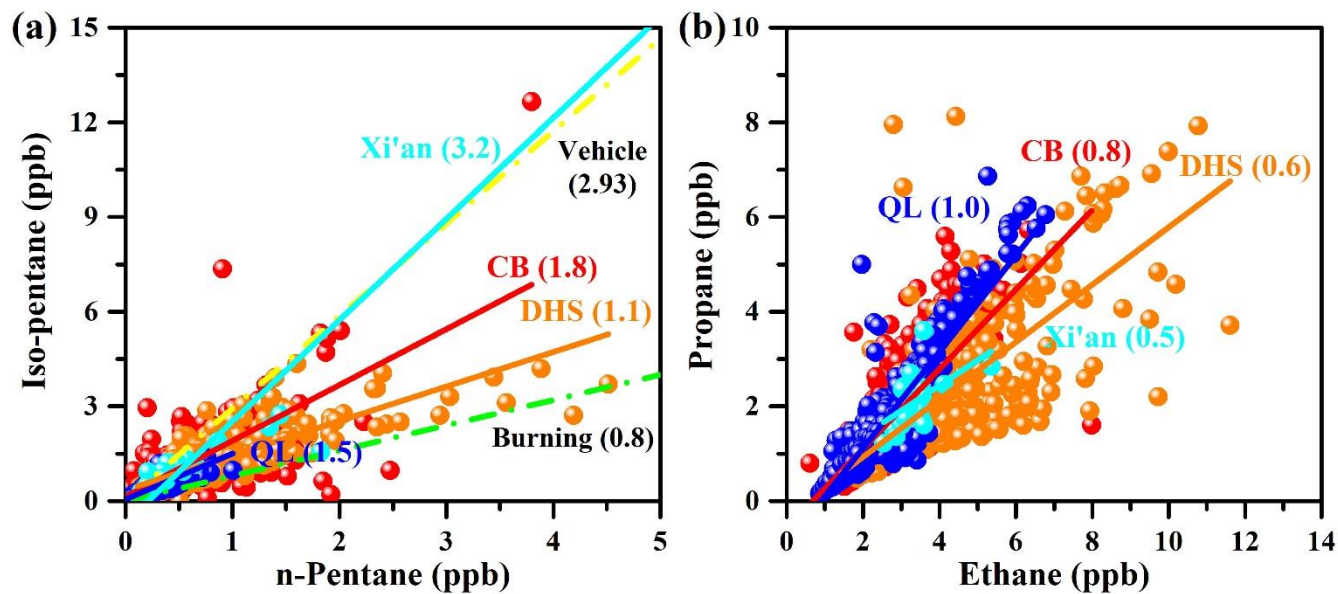 (a)
15
12
9
6
3
0
Iso-pentane (ppb)
Xi'an (3.2)
Vehicle
(2.93)
CB (1.8)
DHS (1.1)
QL (1.5)
Burning (0.8)
0 1 2 3 4 5
n-Pentane (ppb)
(b)
10
8
6
4
2
0
Propane (ppb)
CB (0.8)
DHS (0.6)
QL (1.0)
Xi'an (0.5)
0 2 4 6 8 10 12 14
Ethane (ppb)